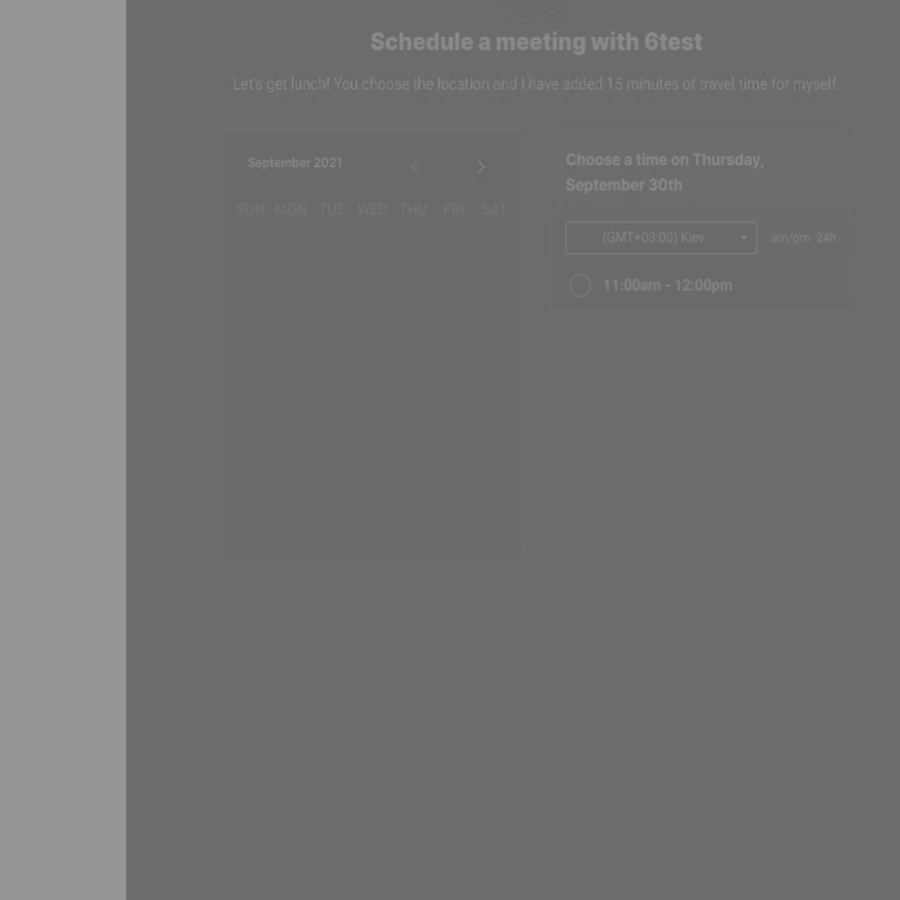 Schedule a meeting with 6test
Let's get lunch! You choose the location and I have added 15 minutes of travel time for myself.
September 2021
SUN MON TUE WED THU FRI SAT
Choose a time on Thursday,
September 30th
(GMT+03:00) Kiev
am/pm 24h
11:00am - 12:00pm